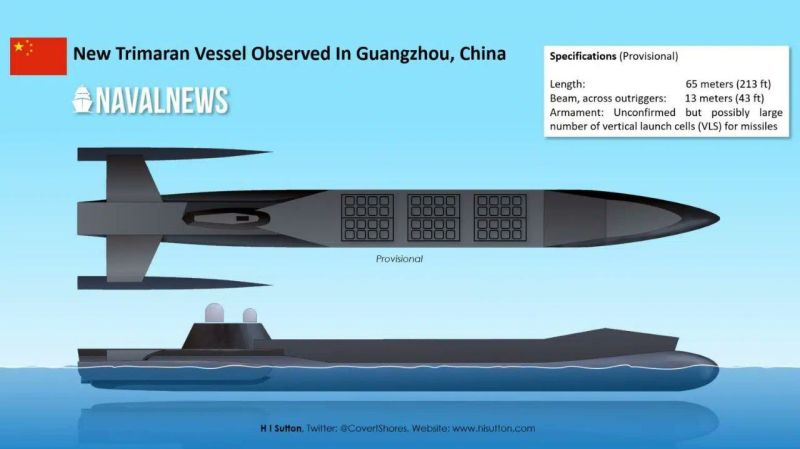 New Trimaran Vessel Observed In Guangzhou, China
NAVALNEWS
Specifications (Provisional)
Length: 65 meters (213 ft)
Beam, across outriggers: 13 meters (43 ft)
Armament: Unconfirmed but possibly large
number of vertical launch cells (VLS) for missiles
Provisional
H I Sutton, Twitter: @CovertShores, Website: www.hisutton.com